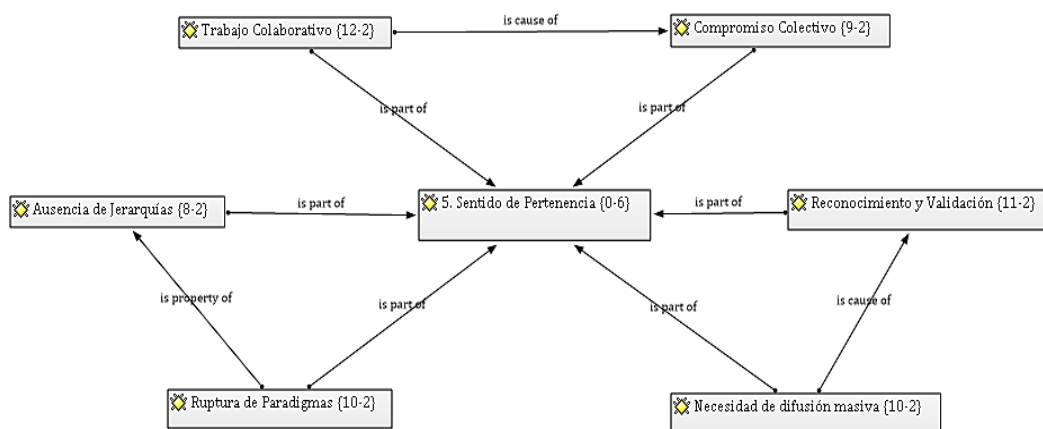 is cause of
Trabajo Colaborativo {12-2}
Compromiso Colectivo {9-2}
is part of
is part of
Ausencia de Jerarquías {8-2}
is part of
5. Sentido de Pertenencia {0-6}
is part of
Reconocimiento y Validación {11-2}
is property of
is part of
is part of
is cause of
Ruptura de Paradigmas {10-2}
Necesidad de difusión masiva {10-2}